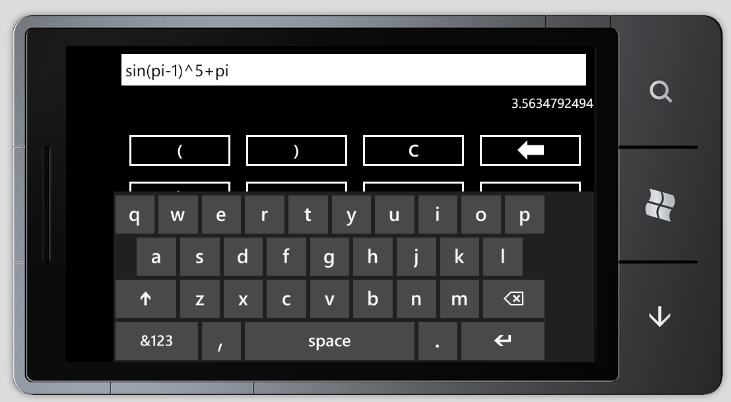 sin(pi-1)^5+pi
3.5634792494
( ) C
q w e r t y u i o p
a s d f g h j k l
z x c v b n m
&123 , space .